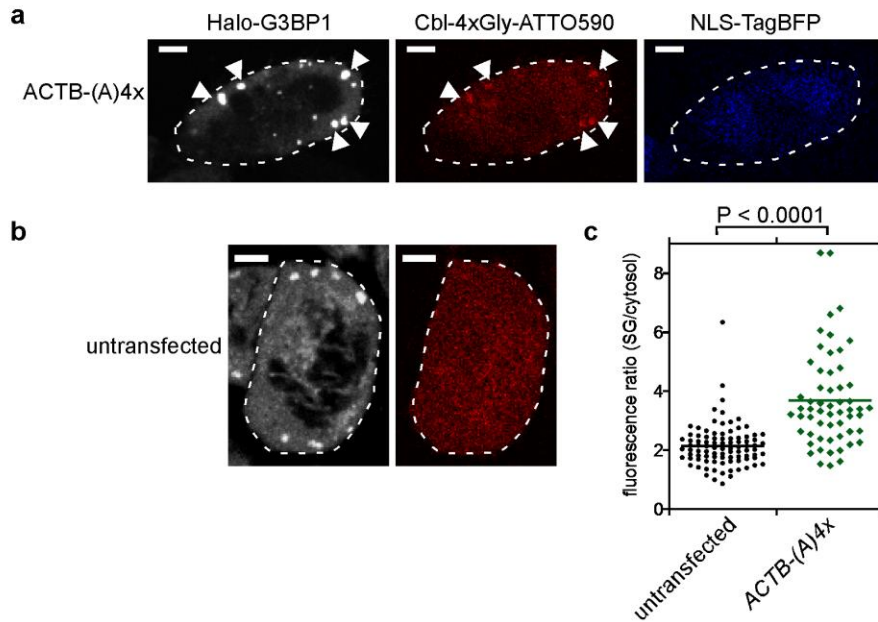 a
Halo-G3BP1
Cbl-4xGly-ATTO590
NLS-TagBFP
ACTB-(A)4x
b
untransfected
c
P < 0.0001
fluorescence ratio (SG/cytosol)
8
6
4
2
0
untransfected
ACTB-(A)4x